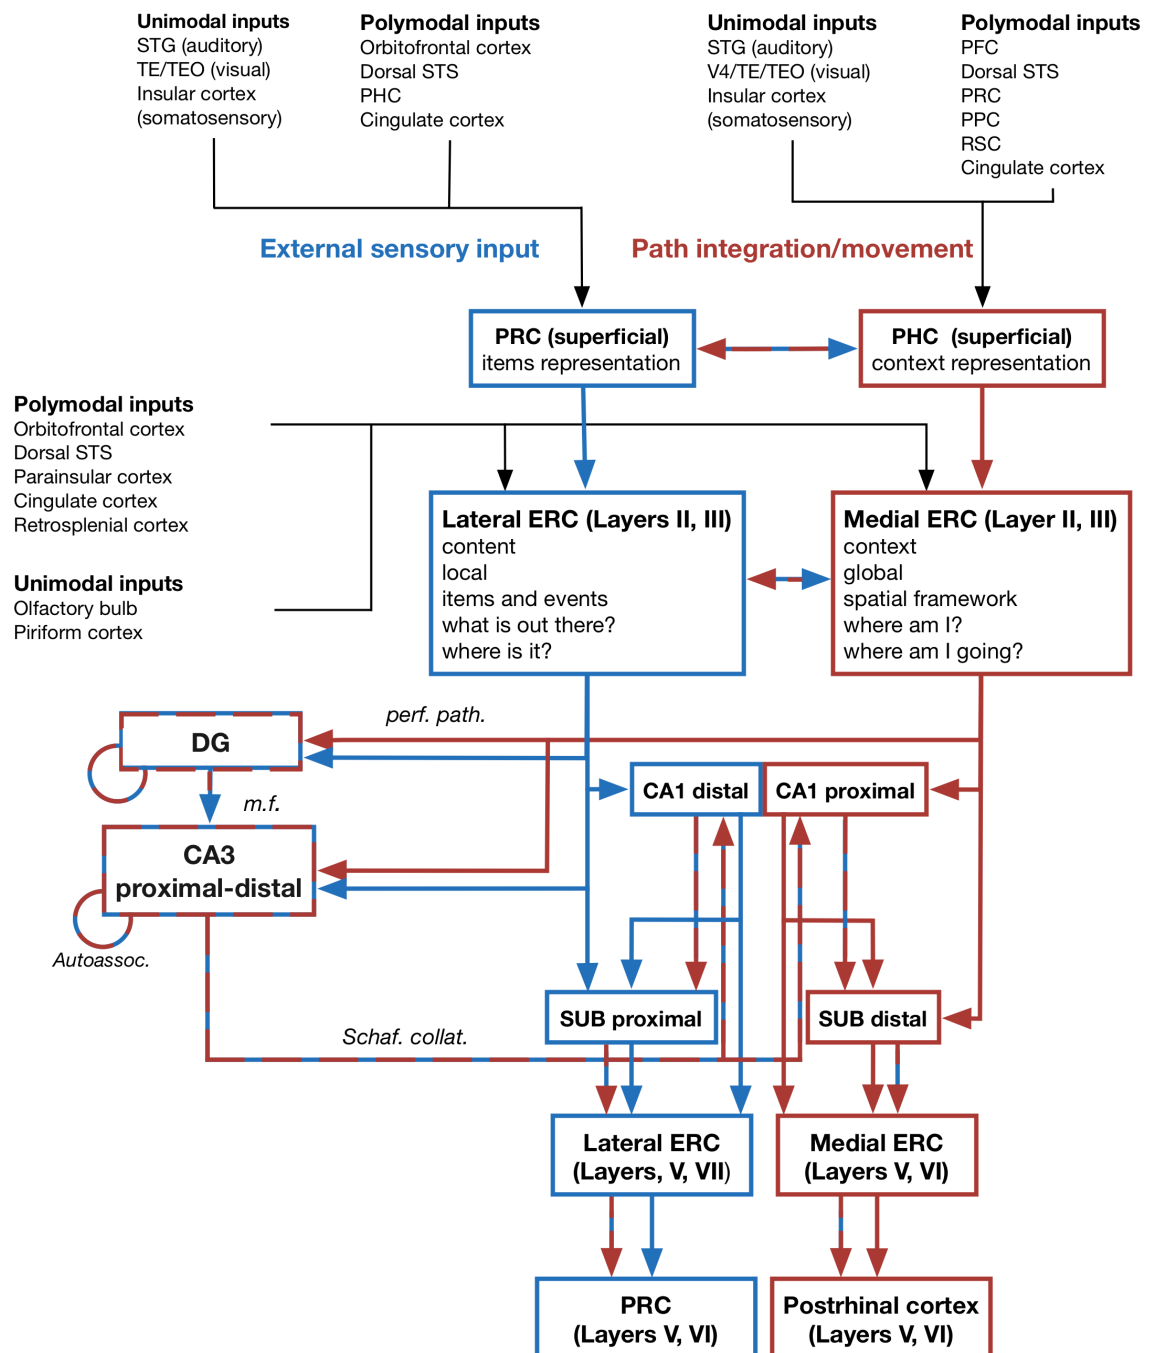 Unimodal inputs
STG (auditory)
TE/TEO (visual)
Insular cortex
(somatosensory)
Polymodal inputs
Orbitofrontal cortex
Dorsal STS
PHC
Cingulate cortex
Unimodal inputs
STG (auditory)
V4/TE/TEO (visual)
Insular cortex
(somatosensory)
Polymodal inputs
PFC
Dorsal STS
PRC
PPC
RSC
Cingulate cortex
External sensory input
Path integration/movement
PRC (superficial)
items representation
PHC (superficial)
context representation
Polymodal inputs
Orbitofrontal cortex
Dorsal STS
Parainsular cortex
Cingulate cortex
Retrosplenial cortex
Unimodal inputs
Olfactory bulb
Piriform cortex
Lateral ERC (Layers II, III)
content
local
items and events
what is out there?
where is it?
Medial ERC (Layer II, III)
context
global
spatial framework
where am I?
where am I going?
perf. path.
DG
m.f.
CA1 distal
CA1 proximal
CA3
proximal-distal
Autoassoc.
SUB proximal
SUB distal
Schaf. collat.
Lateral ERC
(Layers, V, VII)
Medial ERC
(Layers V, VI)
PRC
(Layers V, VI)
Postrhinal cortex
(Layers V, VI)